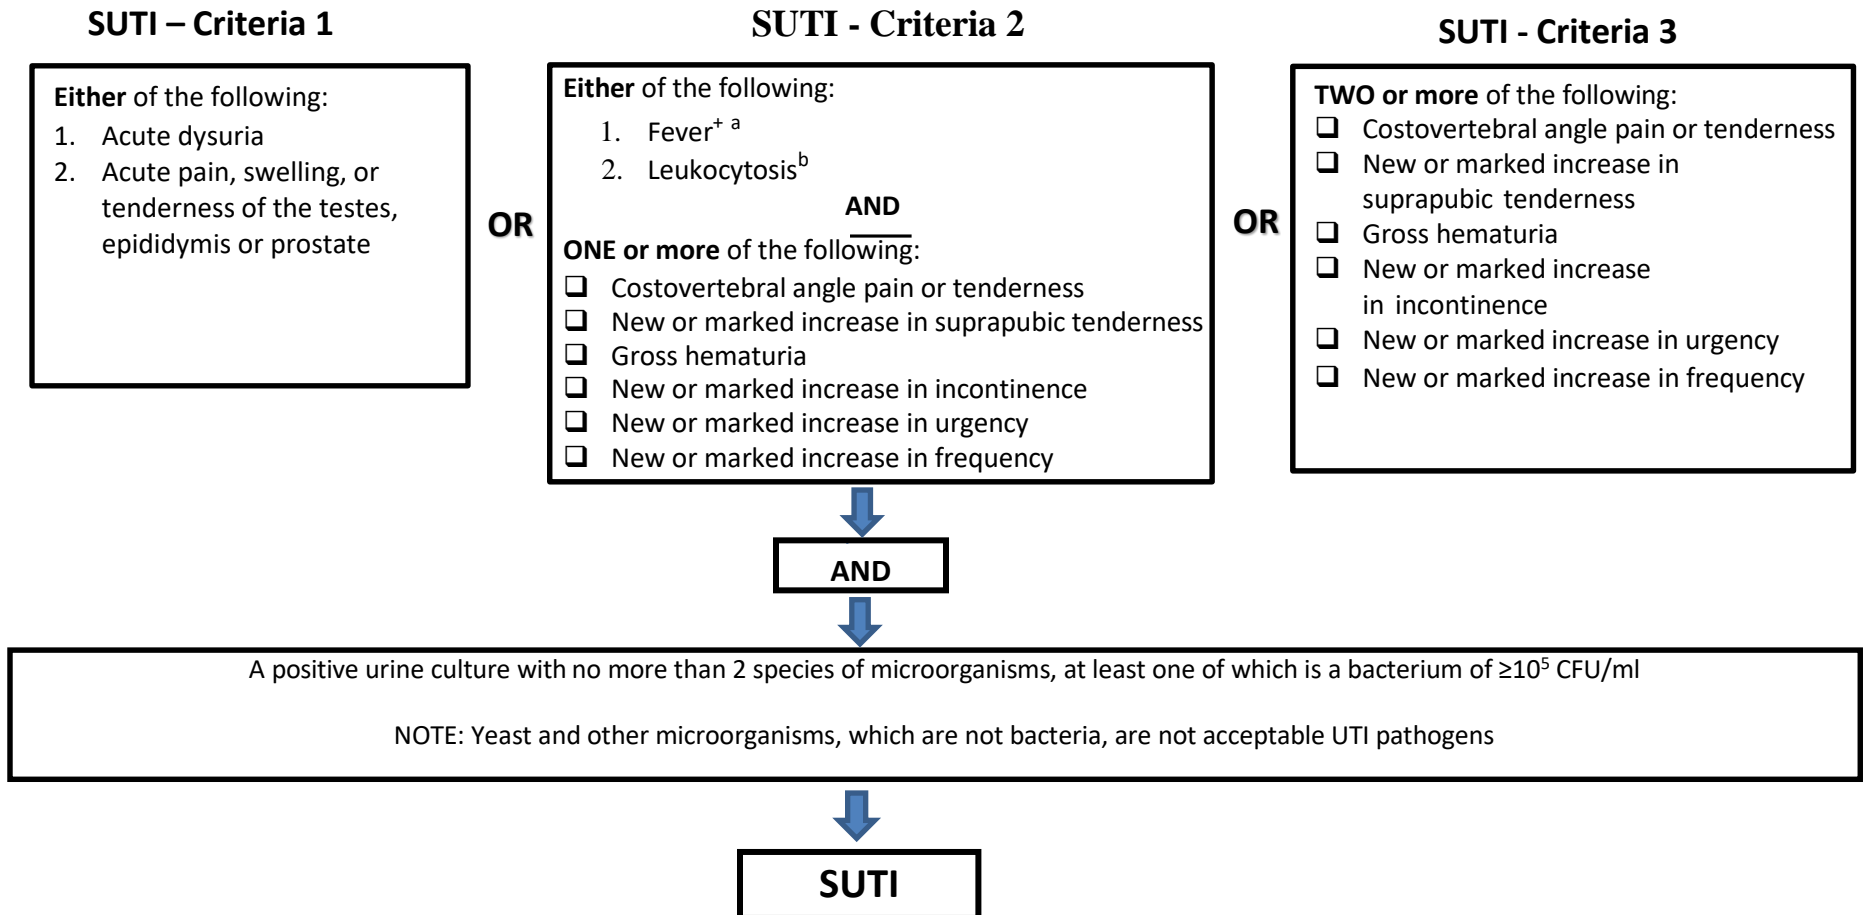 SUTI – Criteria 1
Either of the following:
1. Acute dysuria
2. Acute pain, swelling, or
tenderness of the testes,
epididymis or prostate
OR
SUTI - Criteria 2
Either of the following:
1. Fever⁺ ᵃ
2. Leukocytosisᵇ
AND
ONE or more of the following:
❑ Costovertebral angle pain or tenderness
❑ New or marked increase in suprapubic tenderness
❑ Gross hematuria
❑ New or marked increase in incontinence
❑ New or marked increase in urgency
❑ New or marked increase in frequency
OR
SUTI - Criteria 3
TWO or more of the following:
❑ Costovertebral angle pain or tenderness
❑ New or marked increase in
suprapubic tenderness
❑ Gross hematuria
❑ New or marked increase
in incontinence
❑ New or marked increase in urgency
❑ New or marked increase in frequency
AND
A positive urine culture with no more than 2 species of microorganisms, at least one of which is a bacterium of ≥10⁵ CFU/ml
NOTE: Yeast and other microorganisms, which are not bacteria, are not acceptable UTI pathogens
SUTI